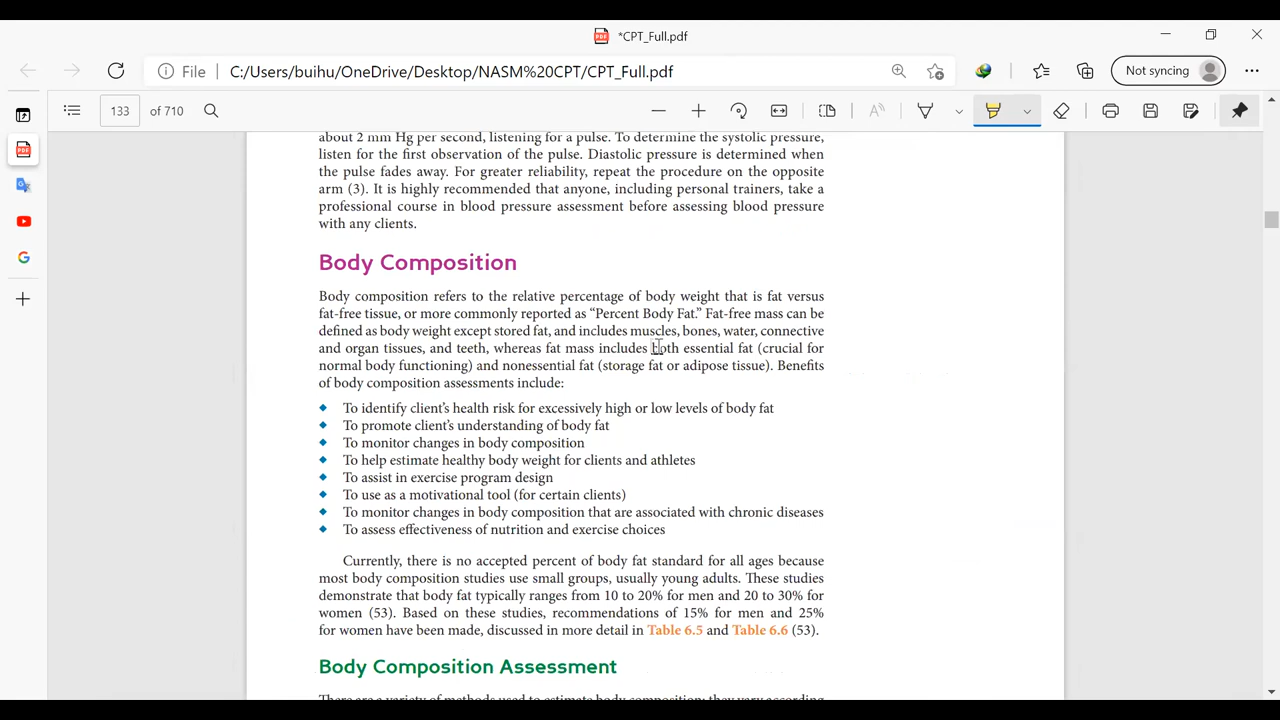 *CPT_Full.pdf
File
C:/Users/buihu/OneDrive/Desktop/NASM%20CPT/CPT_Full.pdf
Not syncing
133 of 710
about 2 mm Hg per second, listening for a pulse. To determine the systolic pressure,
listen for the first observation of the pulse. Diastolic pressure is determined when
the pulse fades away. For greater reliability, repeat the procedure on the opposite
arm (3). It is highly recommended that anyone, including personal trainers, take a
professional course in blood pressure assessment before assessing blood pressure
with any clients.
Body Composition
Body composition refers to the relative percentage of body weight that is fat versus
fat-free tissue, or more commonly reported as “Percent Body Fat.” Fat-free mass can be
defined as body weight except stored fat, and includes muscles, bones, water, connective
and organ tissues, and teeth, whereas fat mass includes both essential fat (crucial for
normal body functioning) and nonessential fat (storage fat or adipose tissue). Benefits
of body composition assessments include:
◆ To identify client’s health risk for excessively high or low levels of body fat
◆ To promote client’s understanding of body fat
◆ To monitor changes in body composition
◆ To help estimate healthy body weight for clients and athletes
◆ To assist in exercise program design
◆ To use as a motivational tool (for certain clients)
◆ To monitor changes in body composition that are associated with chronic diseases
◆ To assess effectiveness of nutrition and exercise choices
Currently, there is no accepted percent of body fat standard for all ages because
most body composition studies use small groups, usually young adults. These studies
demonstrate that body fat typically ranges from 10 to 20% for men and 20 to 30% for
women (53). Based on these studies, recommendations of 15% for men and 25%
for women have been made, discussed in more detail in Table 6.5 and Table 6.6 (53).
Body Composition Assessment
There are a variety of methods used to estimate body composition; they vary according